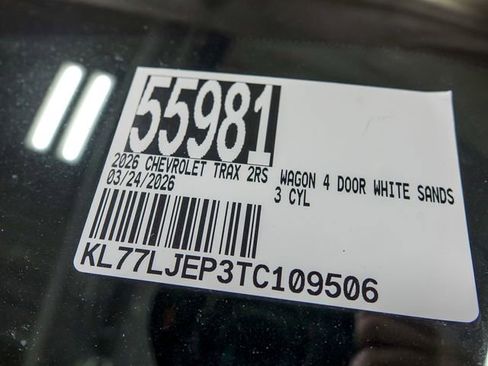 55981
2026 CHEVROLET TRAX 2RS WAGON 4 DOOR WHITE SANDS
03/24/2026 3 CYL
KL77LJEP3TC109506